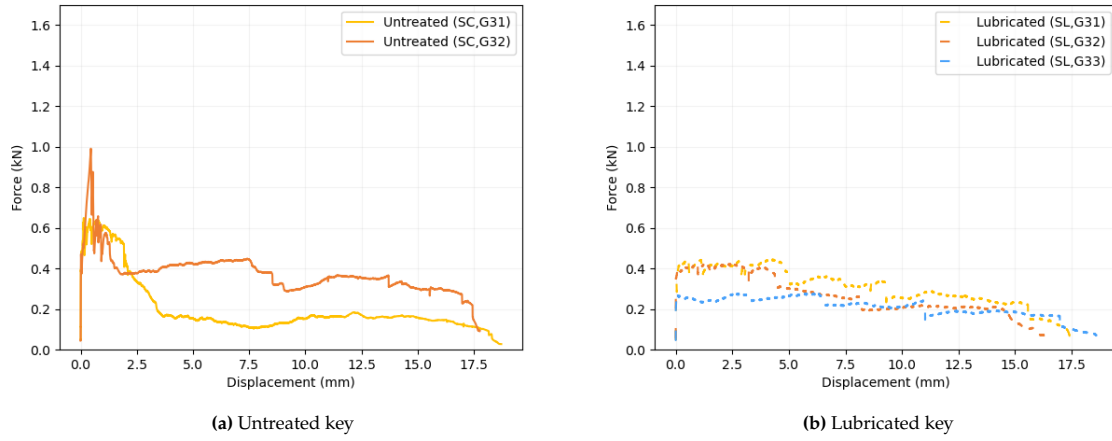 1.6
1.4
1.2
1.0
0.8
0.6
0.4
0.2
0.0
Force (kN)
Untreated (SC,G31)
Untreated (SC,G32)
0.0 2.5 5.0 7.5 10.0 12.5 15.0 17.5
Displacement (mm)
(a) Untreated key
1.6
1.4
1.2
1.0
0.8
0.6
0.4
0.2
0.0
Force (kN)
Lubricated (SL,G31)
Lubricated (SL,G32)
Lubricated (SL,G33)
0.0 2.5 5.0 7.5 10.0 12.5 15.0 17.5
Displacement (mm)
(b) Lubricated key